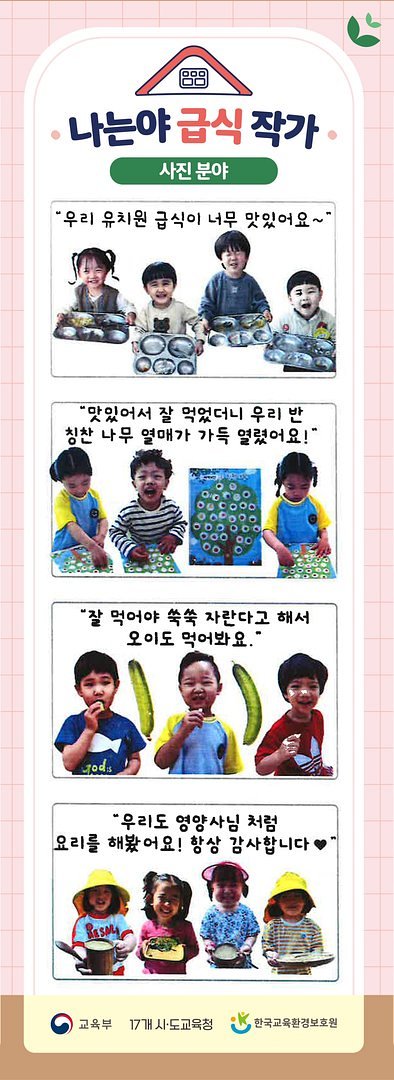 나는야 급식 작가
사진 분야
"우리 유치원 급식이 너무 맛있어요~"
"맛있어서 잘 먹었더니 우리 반
칭찬 나무 열매가 가득 열렸어요!"
"잘 먹어야 쑥쑥 자란다고 해서
오이도 먹어봐요."
God is
"우리도 영양사님 처럼
요리를 해봤어요! 항상 감사합니다♥"
교육부 17개 시·도교육청 한국교육환경보호원